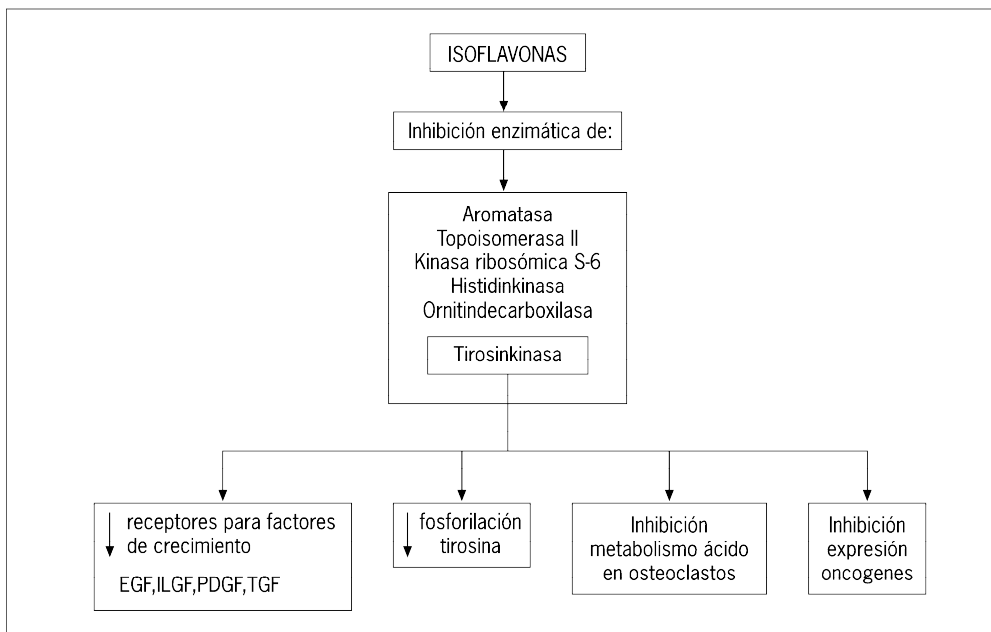 ISOFLAVONAS
Inhibición enzimática de:
Aromatasa
Topoisomerasa II
Kinasa ribosómica S-6
Histidinkinasa
Ornitindecarboxilasa
Tirosinkinasa
receptores para factores
de crecimiento
EGF,ILGF,PDGF,TGF
fosforilación
tirosina
Inhibición
metabolismo ácido
en osteoclastos
Inhibición
expresión
oncogenes